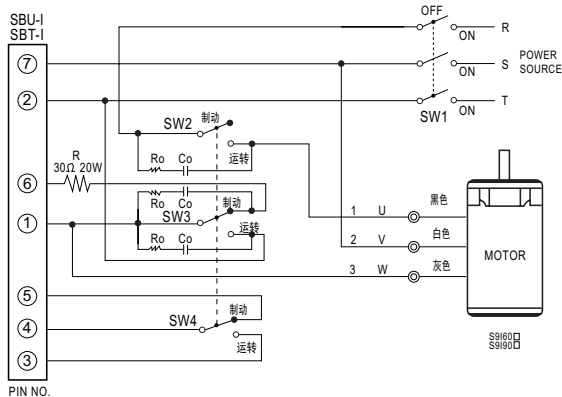 SBU-I
SBT-I
OFF
ON
R
7
ON
S
POWER
SOURCE
2
SW2
制动
SW1
ON
T
R
30Ω 20W
Ro
Co
运转
6
Ro
Co
制动
1
SW3
运转
1
U
黑色
Ro
Co
2
V
白色
MOTOR
3
W
灰色
5
制动
4
SW4
3
运转
S9I60□
S9I90□
PIN NO.